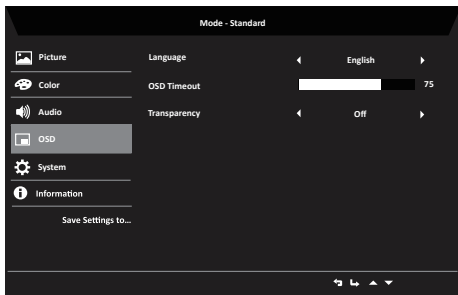 Mode - Standard
Picture
Language
English
Color
OSD Timeout
75
Audio
Transparency
Off
OSD
System
Information
Save Settings to...